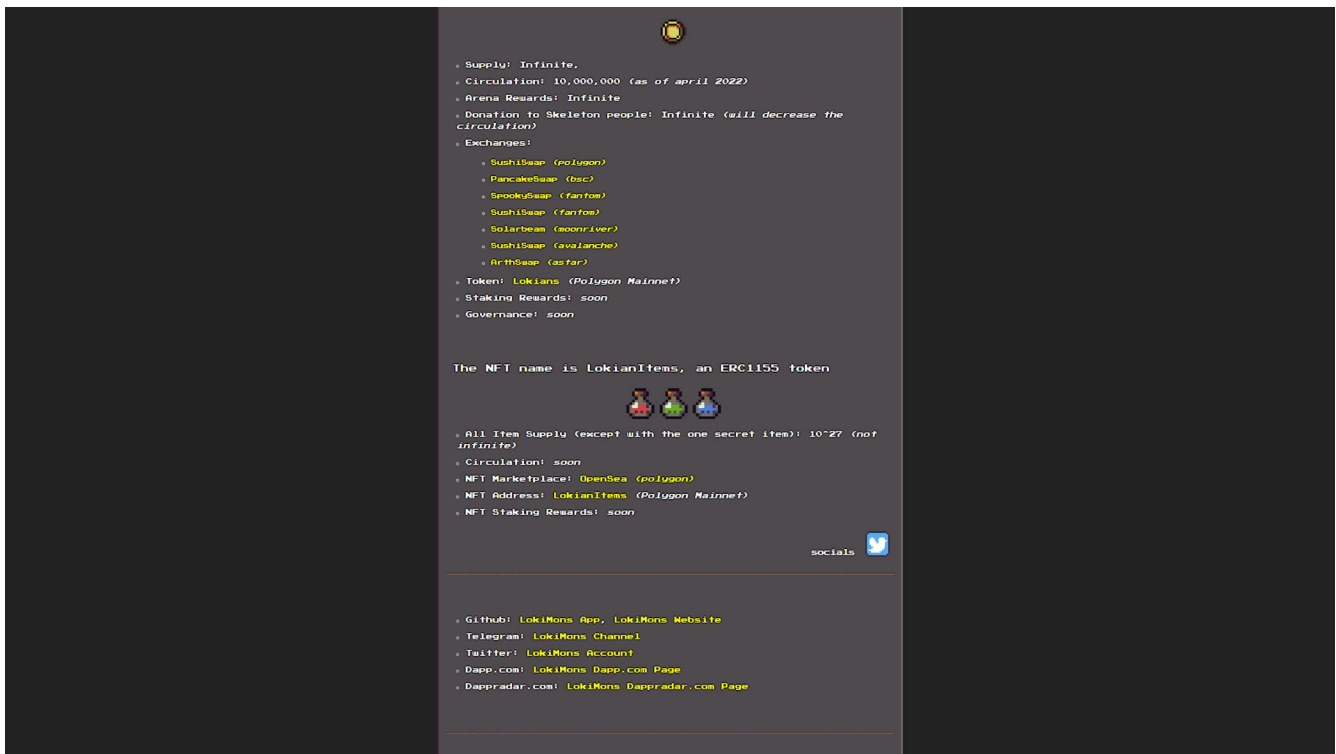 Supply: Infinite,
Circulation: 10,000,000 (as of april 2022)
Arena Rewards: Infinite
Donation to Skeleton people: Infinite (will decrease the
circulation)
Exchanges:
SushiSwap (polygon)
PancakeSwap (bsc)
SpookySwap (fantom)
SushiSwap (fantom)
Solarbeam (moonriver)
SushiSwap (avalanche)
ArthSwap (astar)
Token: Lokians (Polygon Mainnet)
Staking Rewards: soon
Governance: soon
The NFT name is LokianItems, an ERC1155 token
All Item Supply (except with the one secret item): 10^27 (not
infinite)
Circulation: soon
NFT Marketplace: OpenSea (polygon)
NFT Address: LokianItems (Polygon Mainnet)
NFT Staking Rewards: soon
socials
Github: LokiMons App, LokiMons Website
Telegram: LokiMons Channel
Twitter: LokiMons Account
Dapp.com: LokiMons Dapp.com Page
Dappradar.com: LokiMons Dappradar.com Page